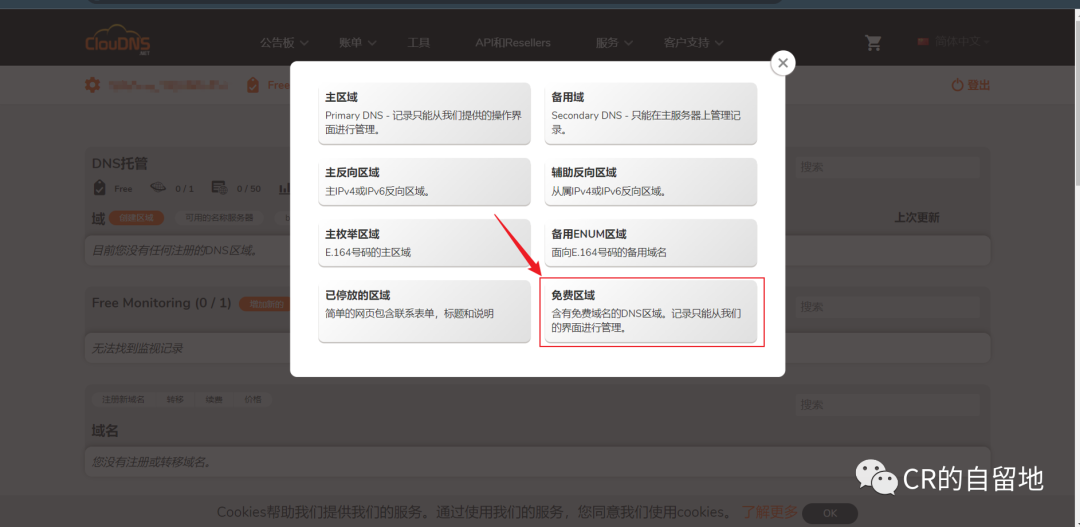 ClouDNS
.NET
公告板 账单 工具 API和Resellers 服务 客户支持 简体中文
Free
登出
主区域
Primary DNS - 记录只能从我们提供的操作界
面进行管理。
备用域
Secondary DNS - 只能在主服务器上管理记
录。
主反向区域
主IPv4或IPv6反向区域。
辅助反向区域
从属IPv4或IPv6反向区域。
主枚举区域
E.164号码的主区域
备用ENUM区域
面向E.164号码的备用域名
已停放的区域
简单的网页包含联系表单，标题和说明
免费区域
含有免费域名的DNS区域。记录只能从我们
的界面进行管理。
DNS托管
搜索
Free 0 / 1 0 / 50
域 创建区域 可用的名称服务器
上次更新
目前您没有任何注册的DNS区域。
Free Monitoring (0 / 1)
搜索
无法找到监视记录
注册新域名 转移 续费 价格
搜索
域名
您没有注册或转移域名。
CR的自留地
Cookies帮助我们提供我们的服务。通过使用我们的服务，您同意我们使用cookies。 了解更多 OK